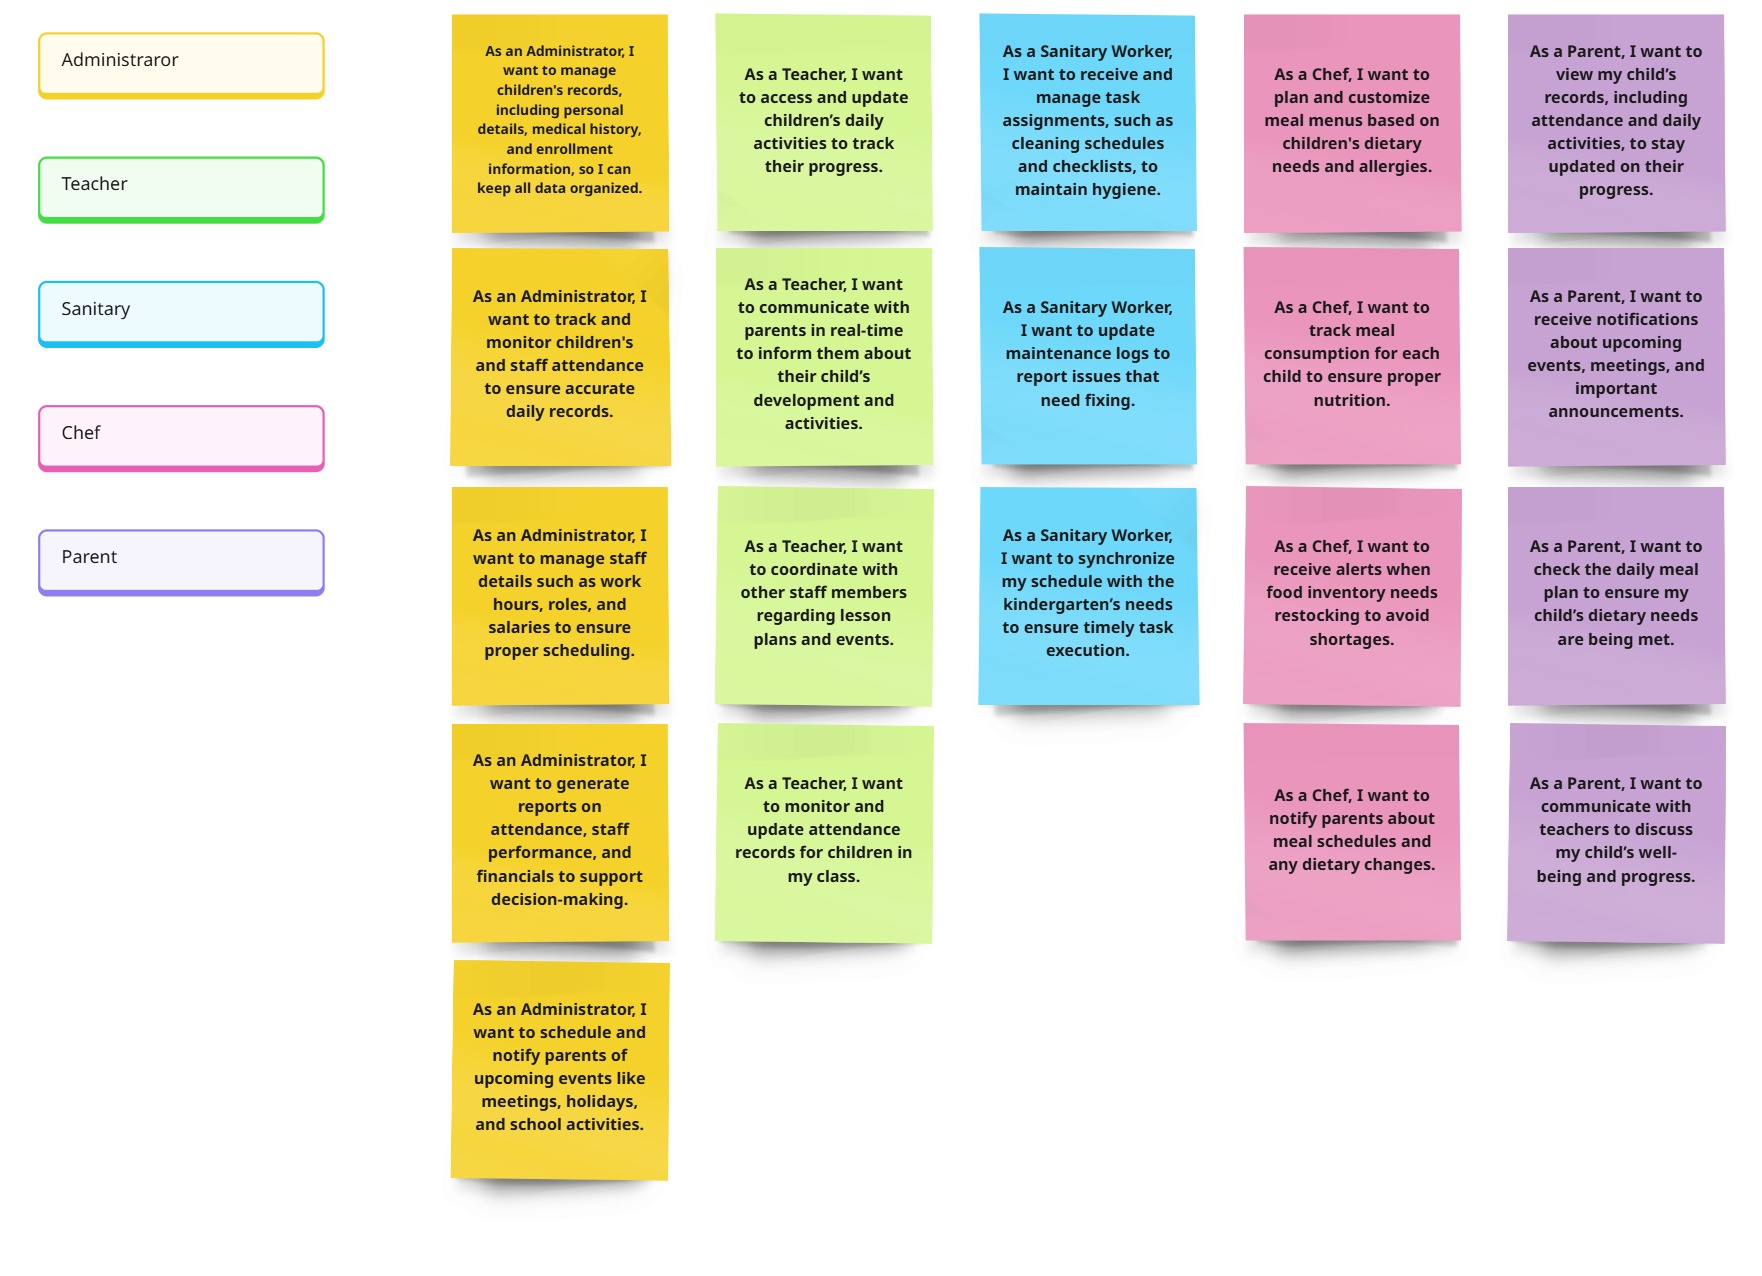 Administraror
Teacher
Sanitary
Chef
Parent
As an Administrator, I
want to manage
children's records,
including personal
details, medical history,
and enrollment
information, so I can
keep all data organized.
As a Teacher, I want
to access and update
children’s daily
activities to track
their progress.
As a Sanitary Worker,
I want to receive and
manage task
assignments, such as
cleaning schedules
and checklists, to
maintain hygiene.
As a Chef, I want to
plan and customize
meal menus based on
children's dietary
needs and allergies.
As a Parent, I want to
view my child’s
records, including
attendance and daily
activities, to stay
updated on their
progress.
As an Administrator, I
want to track and
monitor children's
and staff attendance
to ensure accurate
daily records.
As a Teacher, I want
to communicate with
parents in real-time
to inform them about
their child’s
development and
activities.
As a Sanitary Worker,
I want to update
maintenance logs to
report issues that
need fixing.
As a Chef, I want to
track meal
consumption for each
child to ensure proper
nutrition.
As a Parent, I want to
receive notifications
about upcoming
events, meetings, and
important
announcements.
As an Administrator, I
want to manage staff
details such as work
hours, roles, and
salaries to ensure
proper scheduling.
As a Teacher, I want
to coordinate with
other staff members
regarding lesson
plans and events.
As a Sanitary Worker,
I want to synchronize
my schedule with the
kindergarten’s needs
to ensure timely task
execution.
As a Chef, I want to
receive alerts when
food inventory needs
restocking to avoid
shortages.
As a Parent, I want to
check the daily meal
plan to ensure my
child’s dietary needs
are being met.
As an Administrator, I
want to generate
reports on
attendance, staff
performance, and
financials to support
decision-making.
As a Teacher, I want
to monitor and
update attendance
records for children in
my class.
As a Chef, I want to
notify parents about
meal schedules and
any dietary changes.
As a Parent, I want to
communicate with
teachers to discuss
my child’s well-
being and progress.
As an Administrator, I
want to schedule and
notify parents of
upcoming events like
meetings, holidays,
and school activities.